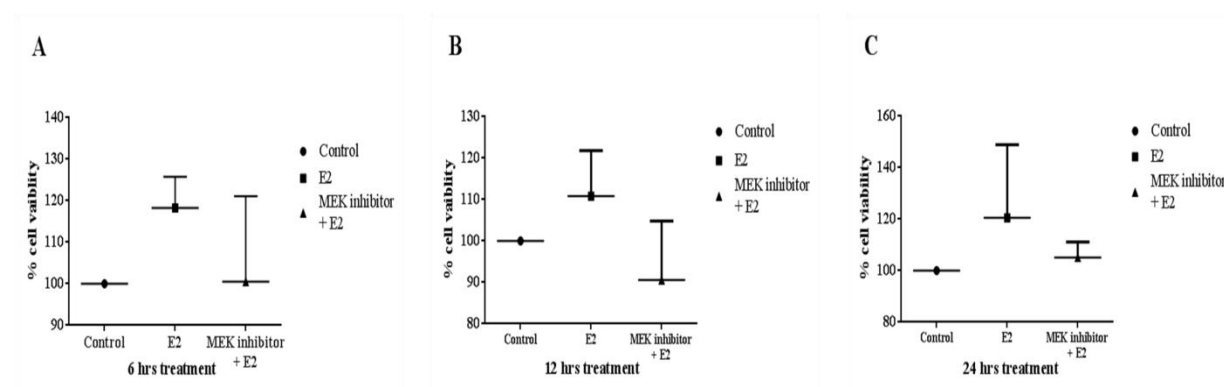 A
% cell vaiblity
140
130
120
110
100
90
Control
E2
MEK inhibitor
+ E2
6 hrs treatment
Control
E2
MEK inhibitor
+ E2
B
% cell viability
130
120
110
100
90
80
Control
E2
MEK inhibitor
+ E2
12 hrs treatment
Control
E2
MEK inhibitor
+ E2
C
% cell viability
160
140
120
100
80
Control
E2
MEK inhibitor
+ E2
24 hrs treatment
Control
E2
MEK inhibitor
+ E2